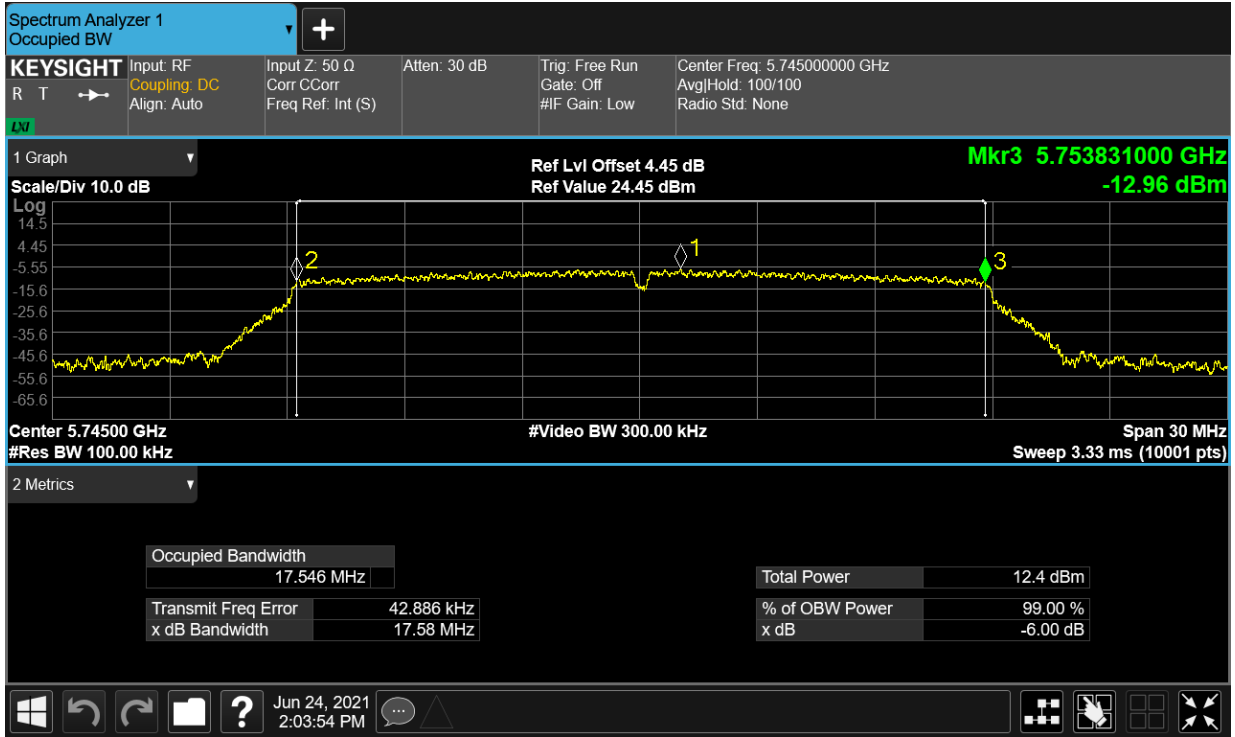 Spectrum Analyzer 1
Occupied BW
KEYSIGHT
R T
LXI
Input: RF
Coupling: DC
Align: Auto
Input Z: 50 Ω
Corr CCorr
Freq Ref: Int (S)
Atten: 30 dB
Trig: Free Run
Gate: Off
#IF Gain: Low
Center Freq: 5.745000000 GHz
Avg|Hold: 100/100
Radio Std: None
1 Graph
Scale/Div 10.0 dB
Ref Lvl Offset 4.45 dB
Ref Value 24.45 dBm
Mkr3 5.753831000 GHz
-12.96 dBm
Log
14.5
4.45
-5.55
-15.6
-25.6
-35.6
-45.6
-55.6
-65.6
2
1
3
Center 5.74500 GHz
#Res BW 100.00 kHz
#Video BW 300.00 kHz
Span 30 MHz
Sweep 3.33 ms (10001 pts)
2 Metrics
Occupied Bandwidth
17.546 MHz
Transmit Freq Error 42.886 kHz
x dB Bandwidth 17.58 MHz
Total Power 12.4 dBm
% of OBW Power 99.00 %
x dB -6.00 dB
?
Jun 24, 2021
2:03:54 PM